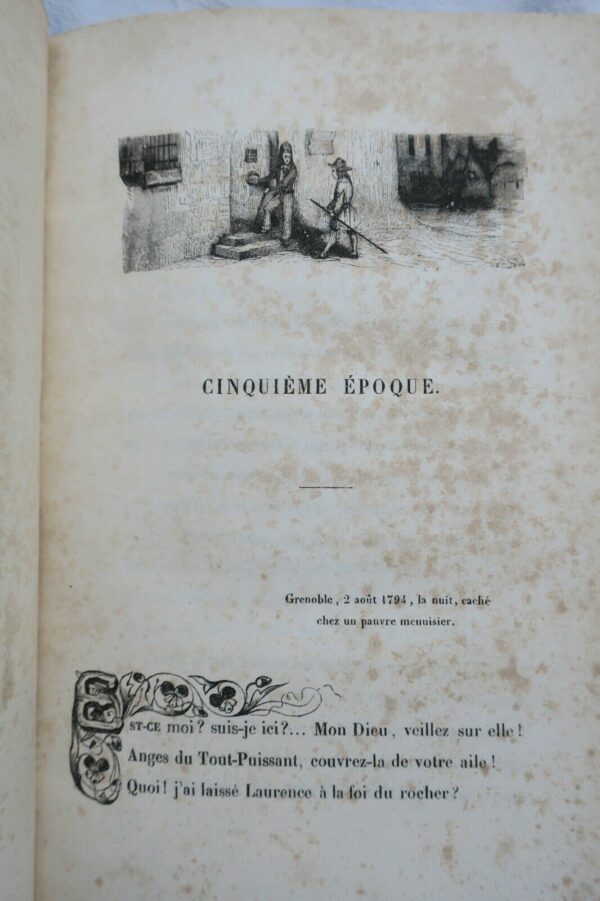 CINQUIÈME ÉPOQUE.
Grenoble, 2 août 1794, la nuit, caché
chez un pauvre menuisier.
EST-CE moi? suis-je ici?... Mon Dieu, veillez sur elle!
Anges du Tout-Puissant, couvrez-la de votre aile!
Quoi! j'ai laissé Laurence à la foi du rocher?